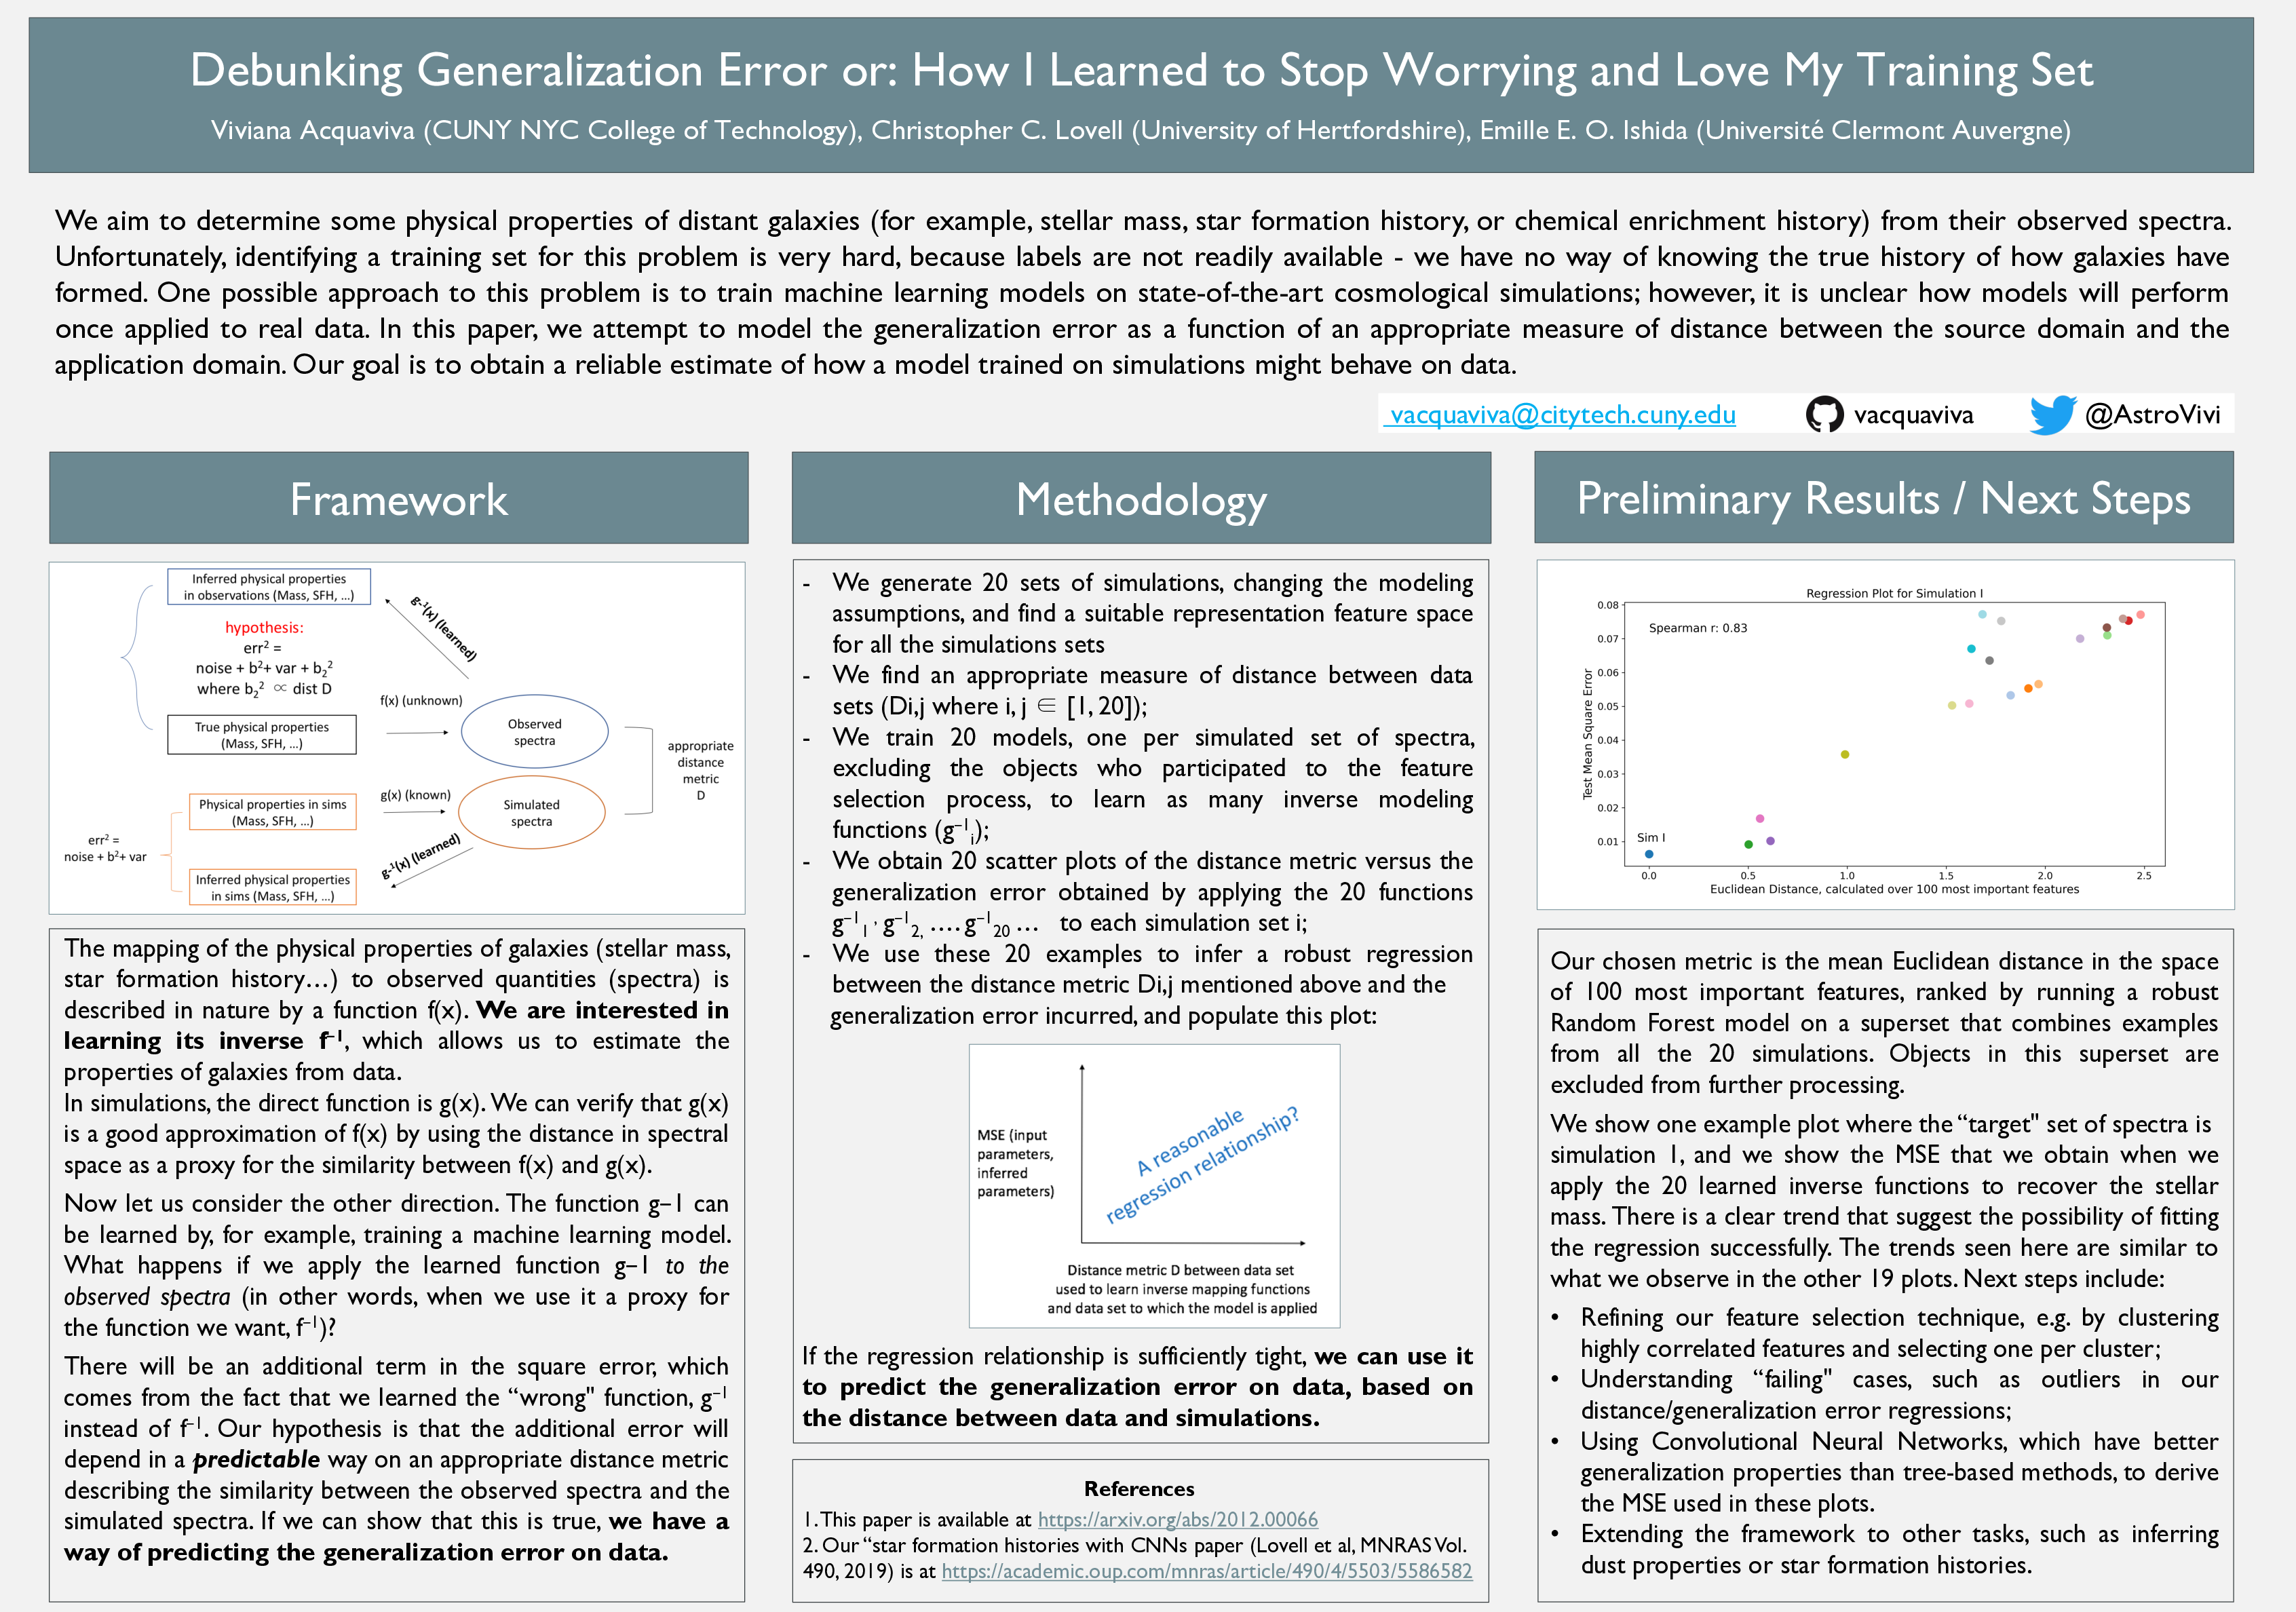 Debunking Generalization Error or: How I Learned to Stop Worrying and Love My Training Set
Viviana Acquaviva (CUNY NYC College of Technology), Christopher C. Lovell (University of Hertfordshire), Emille E. O. Ishida (Université Clermont Auvergne)
We aim to determine some physical properties of distant galaxies (for example, stellar mass, star formation history, or chemical enrichment history) from their observed spectra.
Unfortunately, identifying a training set for this problem is very hard, because labels are not readily available - we have no way of knowing the true history of how galaxies have
formed. One possible approach to this problem is to train machine learning models on state-of-the-art cosmological simulations; however, it is unclear how models will perform
once applied to real data. In this paper, we attempt to model the generalization error as a function of an appropriate measure of distance between the source domain and the
application domain. Our goal is to obtain a reliable estimate of how a model trained on simulations might behave on data.
vacquaviva@citytech.cuny.edu vacquaviva @AstroVivi
Framework
Inferred physical properties
in observations (Mass, SFH, ...)
g-¹(x) (learned)
hypothesis:
err² =
noise + b²+ var + b₂²
where b₂² ∝ dist D
f(x) (unknown)
True physical properties
(Mass, SFH, ...)
Observed
spectra
appropriate
distance
metric
D
Physical properties in sims
(Mass, SFH, ...)
g(x) (known)
Simulated
spectra
err² =
noise + b²+ var
g-¹(x) (learned)
Inferred physical properties
in sims (Mass, SFH, ...)
The mapping of the physical properties of galaxies (stellar mass,
star formation history…) to observed quantities (spectra) is
described in nature by a function f(x). We are interested in
learning its inverse f⁻¹, which allows us to estimate the
properties of galaxies from data.
In simulations, the direct function is g(x). We can verify that g(x)
is a good approximation of f(x) by using the distance in spectral
space as a proxy for the similarity between f(x) and g(x).
Now let us consider the other direction. The function g–1 can
be learned by, for example, training a machine learning model.
What happens if we apply the learned function g–1 to the
observed spectra (in other words, when we use it a proxy for
the function we want, f⁻¹)?
There will be an additional term in the square error, which
comes from the fact that we learned the “wrong" function, g⁻¹
instead of f⁻¹. Our hypothesis is that the additional error will
depend in a predictable way on an appropriate distance metric
describing the similarity between the observed spectra and the
simulated spectra. If we can show that this is true, we have a
way of predicting the generalization error on data.
Methodology
- We generate 20 sets of simulations, changing the modeling
assumptions, and find a suitable representation feature space
for all the simulations sets
- We find an appropriate measure of distance between data
sets (Di,j where i, j ∈ [1, 20]);
- We train 20 models, one per simulated set of spectra,
excluding the objects who participated to the feature
selection process, to learn as many inverse modeling
functions (g⁻¹ᵢ);
- We obtain 20 scatter plots of the distance metric versus the
generalization error obtained by applying the 20 functions
g⁻¹₁, g⁻¹₂, …. g⁻¹₂₀ … to each simulation set i;
- We use these 20 examples to infer a robust regression
between the distance metric Di,j mentioned above and the
generalization error incurred, and populate this plot:
MSE (input
parameters,
inferred
parameters)
A reasonable
regression relationship?
Distance metric D between data set
used to learn inverse mapping functions
and data set to which the model is applied
If the regression relationship is sufficiently tight, we can use it
to predict the generalization error on data, based on
the distance between data and simulations.
References
1. This paper is available at https://arxiv.org/abs/2012.00066
2. Our “star formation histories with CNNs paper (Lovell et al, MNRAS Vol.
490, 2019) is at https://academic.oup.com/mnras/article/490/4/5503/5586582
Preliminary Results / Next Steps
Regression Plot for Simulation I
Spearman r: 0.83
Test Mean Square Error
0.08
0.07
0.06
0.05
0.04
0.03
0.02
0.01
Sim I
0.0 0.5 1.0 1.5 2.0 2.5
Euclidean Distance, calculated over 100 most important features
Our chosen metric is the mean Euclidean distance in the space
of 100 most important features, ranked by running a robust
Random Forest model on a superset that combines examples
from all the 20 simulations. Objects in this superset are
excluded from further processing.
We show one example plot where the “target" set of spectra is
simulation 1, and we show the MSE that we obtain when we
apply the 20 learned inverse functions to recover the stellar
mass. There is a clear trend that suggest the possibility of fitting
the regression successfully. The trends seen here are similar to
what we observe in the other 19 plots. Next steps include:
• Refining our feature selection technique, e.g. by clustering
highly correlated features and selecting one per cluster;
• Understanding “failing" cases, such as outliers in our
distance/generalization error regressions;
• Using Convolutional Neural Networks, which have better
generalization properties than tree-based methods, to derive
the MSE used in these plots.
• Extending the framework to other tasks, such as inferring
dust properties or star formation histories.